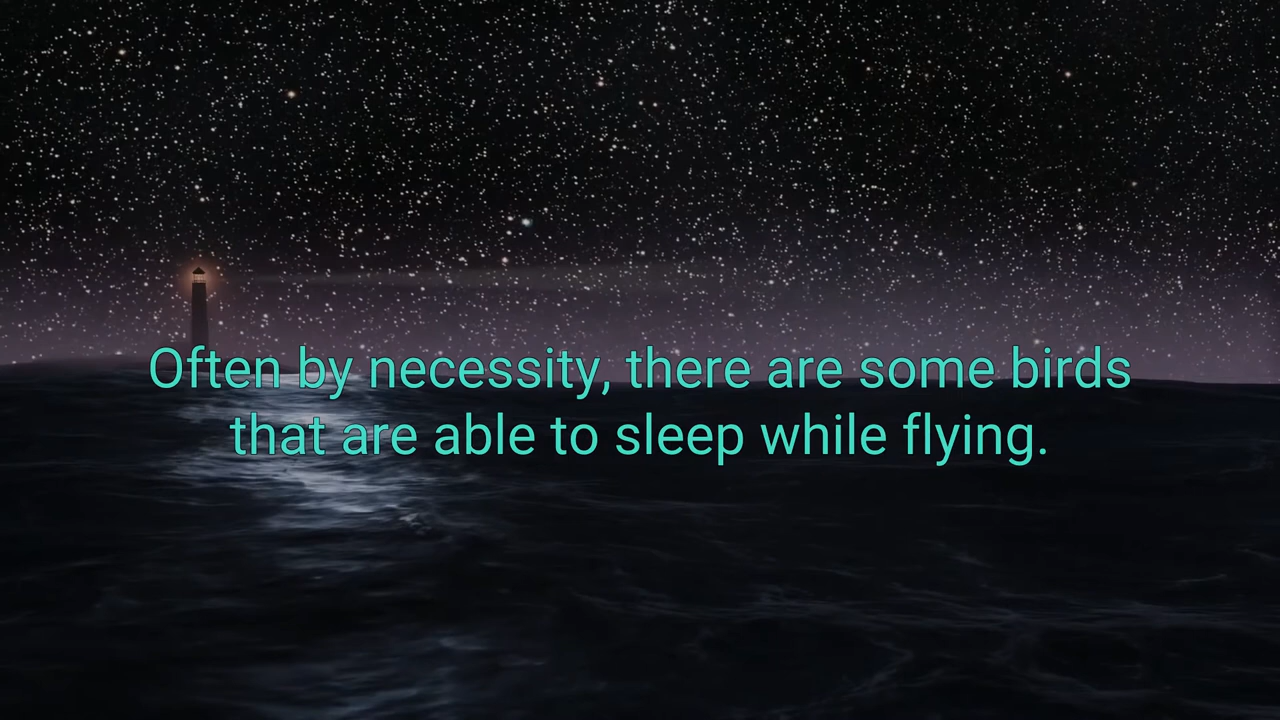 Often by necessity, there are some birds
that are able to sleep while flying.